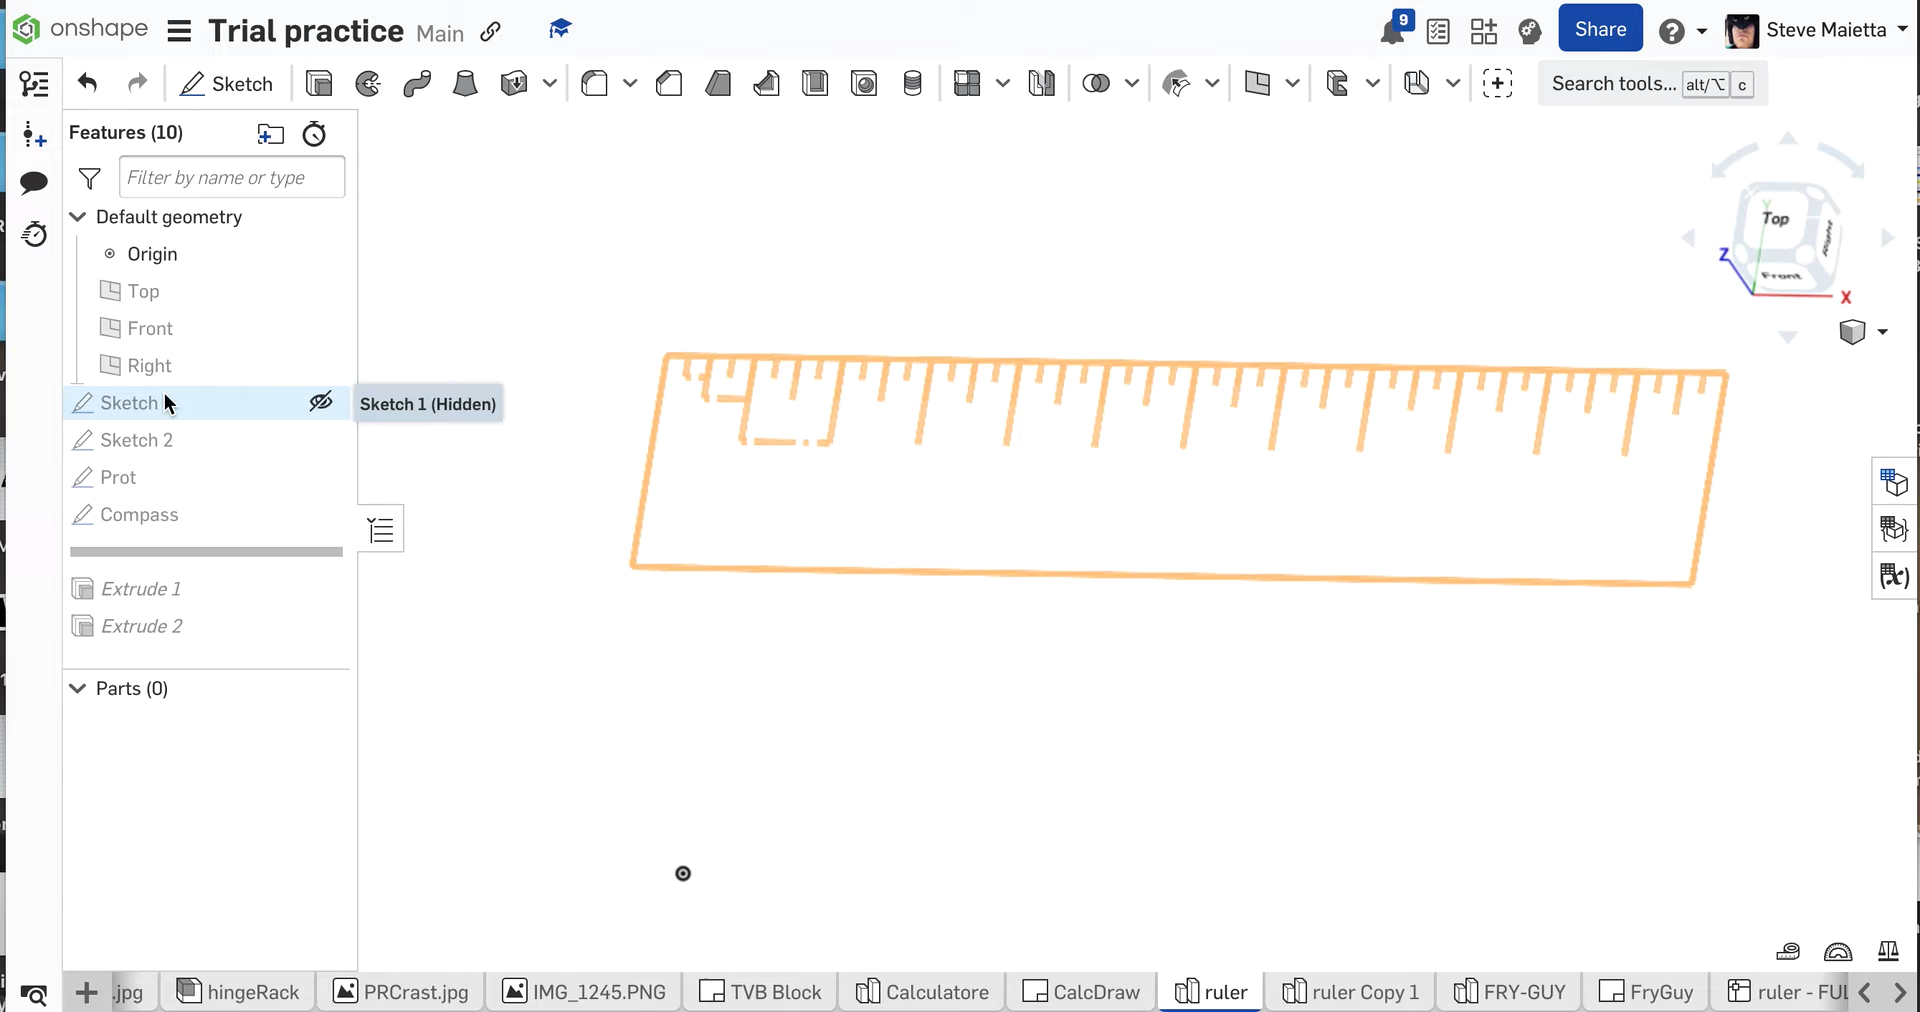 onshape Trial practice Main 9 Share Steve Maietta
Sketch Search tools... alt/⌥ c
Features (10)
Filter by name or type
Default geometry
Origin
Top
Front
Right
Sketch Sketch 1 (Hidden)
Sketch 2
Prot
Compass
Extrude 1
Extrude 2
Parts (0)
Top
Right
Front
Y
Z
X
.jpg hingeRack PRCrast.jpg IMG_1245.PNG TVB Block Calculatore CalcDraw ruler ruler Copy 1 FRY-GUY FryGuy ruler - FUL